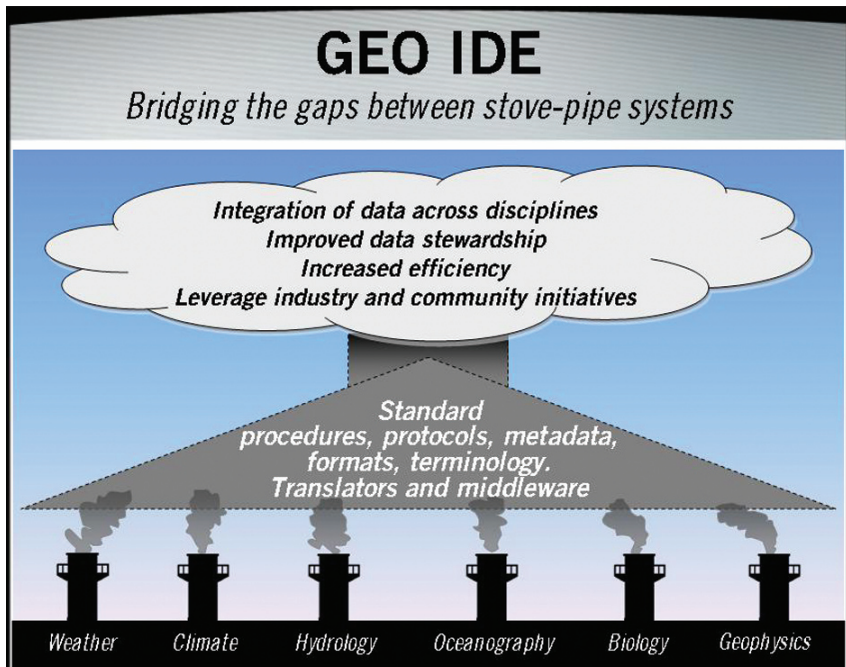 GEO IDE
Bridging the gaps between stove-pipe systems
Integration of data across disciplines
Improved data stewardship
Increased efficiency
Leverage industry and community initiatives
Standard
procedures, protocols, metadata,
formats, terminology.
Translators and middleware
Weather Climate Hydrology Oceanography Biology Geophysics